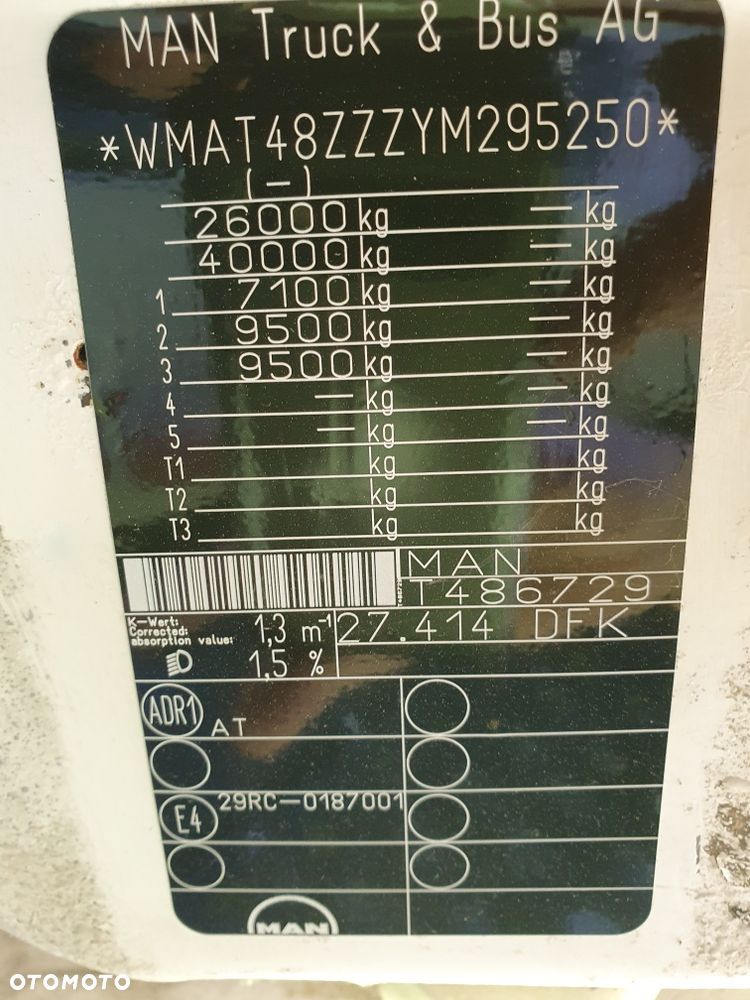 MAN Truck & Bus AG
*WMAT48ZZZYM295250*
(-)
26000 kg — kg
40000 kg — kg
1 7100 kg — kg
2 9500 kg — kg
3 9500 kg — kg
4 — kg — kg
5 — kg — kg
T1 kg kg
T2 kg kg
T3 kg kg
MAN
T486729
T486729
K-Wert:
Corrected
absorption value: 1,3 m-1
27.414 DFK
1,5 %
ADR1 AT
E4 29RC-0187001
MAN
OTOMOTO